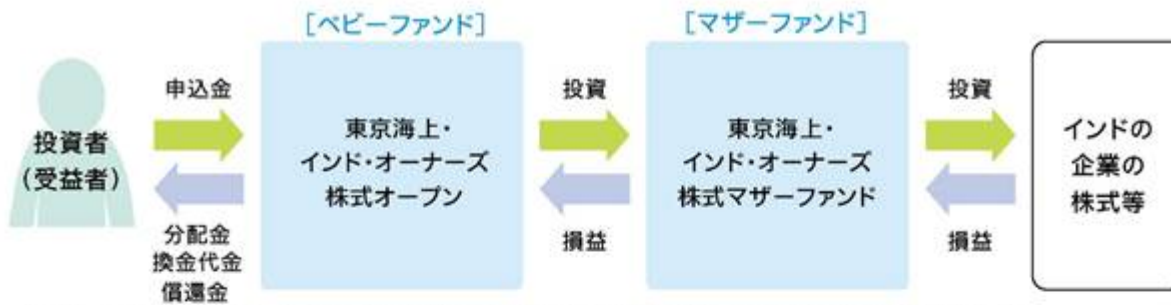 [ベビーファンド]
[マザーファンド]
投資者
(受益者)
申込金
分配金
換金代金
償還金
東京海上・
インド・オーナーズ
株式オープン
投資
損益
東京海上・
インド・オーナーズ
株式マザーファンド
投資
損益
インドの
企業の
株式等